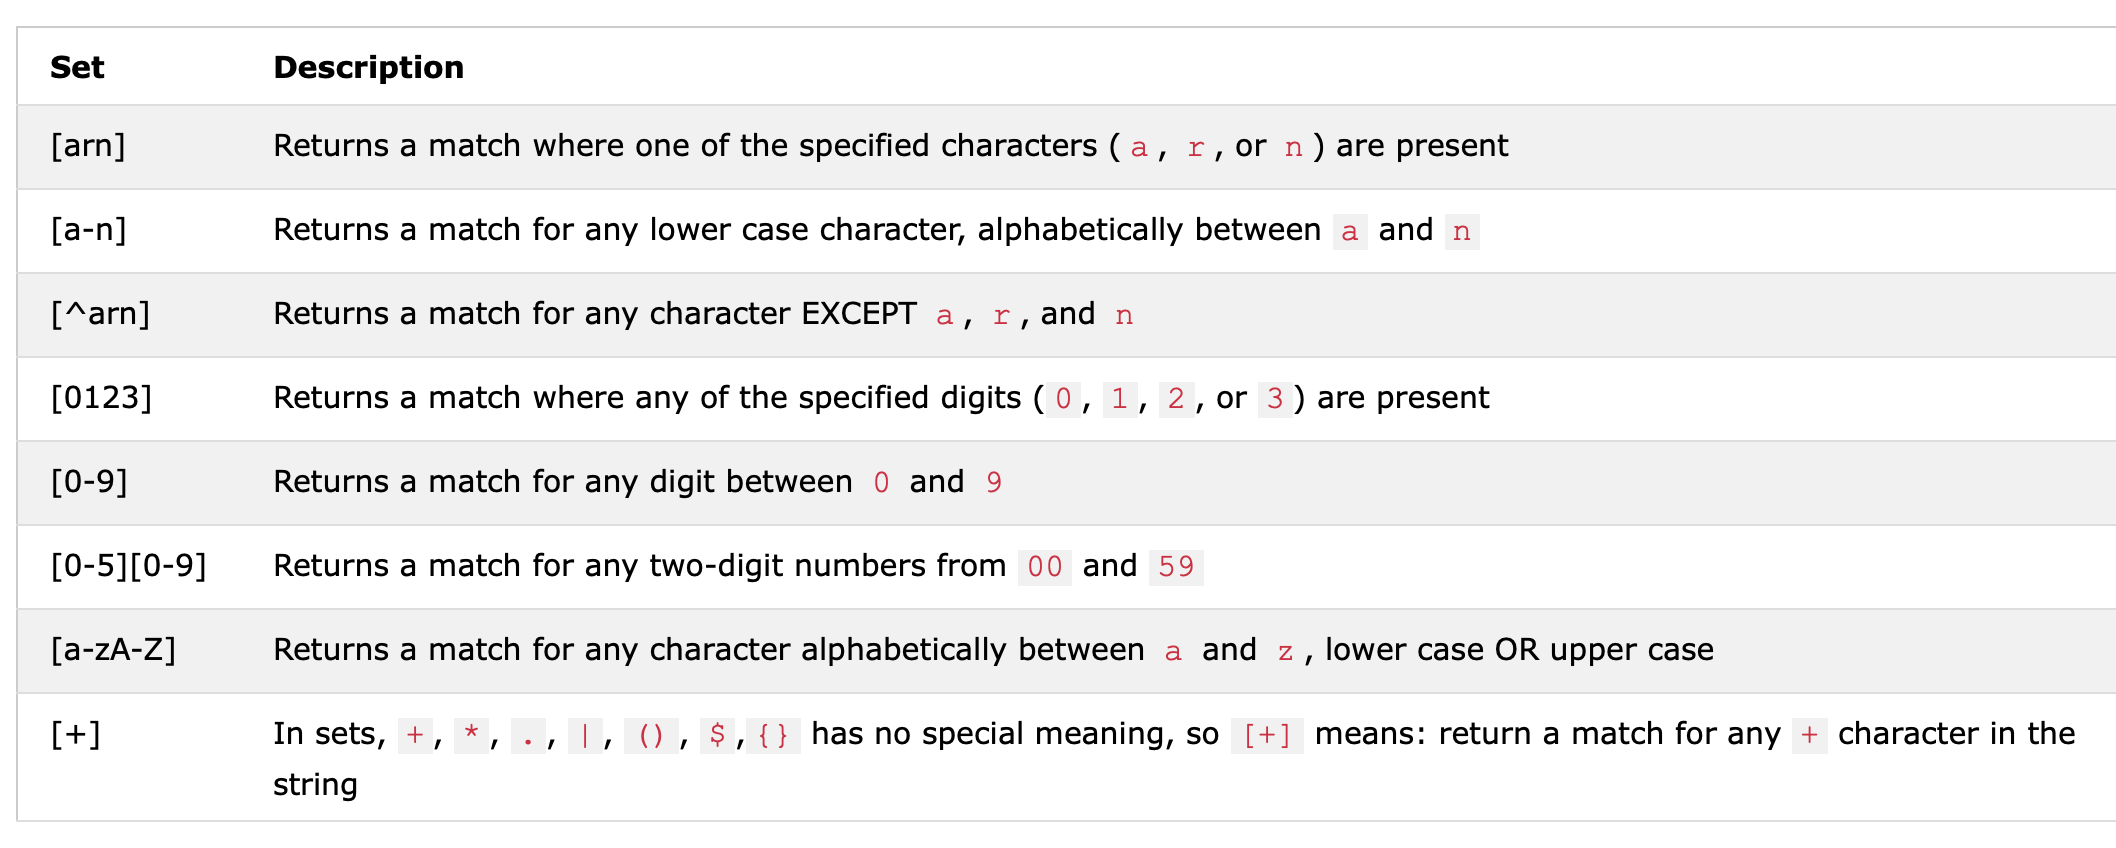 Set Description
[arn] Returns a match where one of the specified characters ( a , r , or n ) are present
[a-n] Returns a match for any lower case character, alphabetically between a and n
[^arn] Returns a match for any character EXCEPT a , r , and n
[0123] Returns a match where any of the specified digits ( 0 , 1 , 2 , or 3 ) are present
[0-9] Returns a match for any digit between 0 and 9
[0-5][0-9] Returns a match for any two-digit numbers from 00 and 59
[a-zA-Z] Returns a match for any character alphabetically between a and z , lower case OR upper case
[+] In sets, + , * , . , | , () , $ , {} has no special meaning, so [+] means: return a match for any + character in the
string